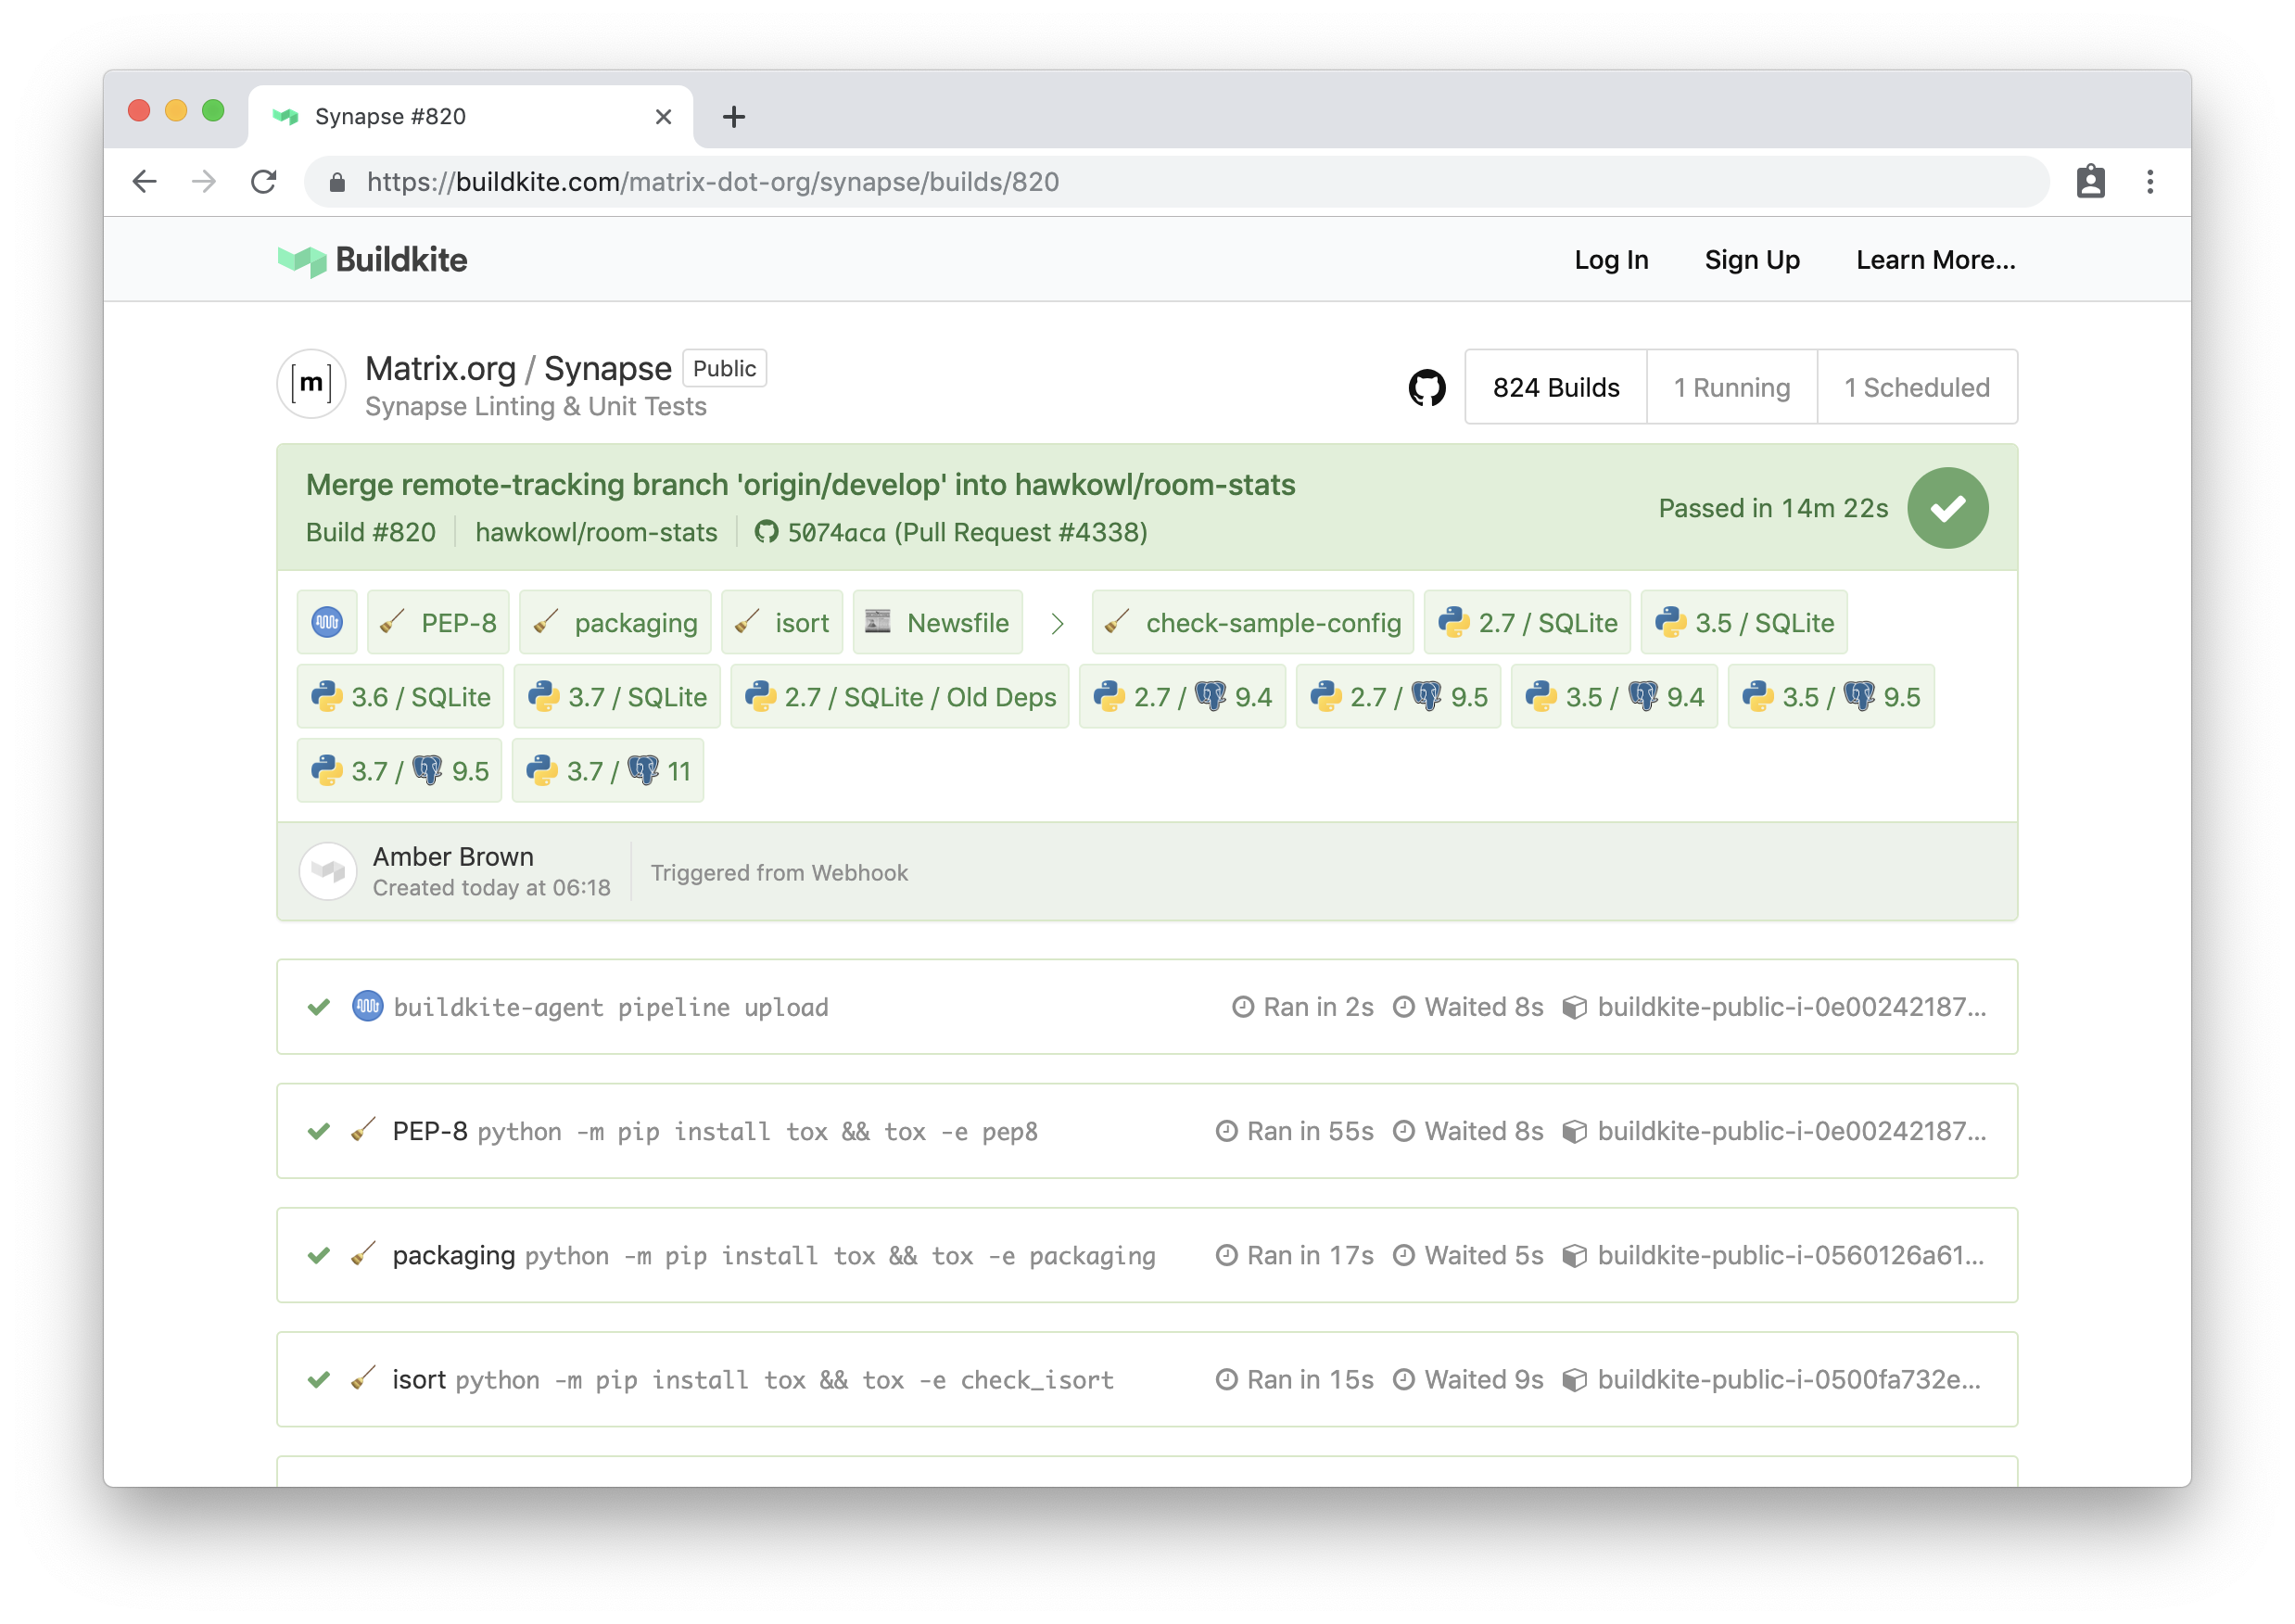 Synapse #820
https://buildkite.com/matrix-dot-org/synapse/builds/820
Buildkite
Log In Sign Up Learn More...
[m]
Matrix.org / Synapse Public
Synapse Linting & Unit Tests
824 Builds 1 Running 1 Scheduled
Merge remote-tracking branch 'origin/develop' into hawkowl/room-stats
Build #820 hawkowl/room-stats 5074aca (Pull Request #4338)
Passed in 14m 22s
PEP-8 packaging isort Newsfile check-sample-config 2.7 / SQLite 3.5 / SQLite
3.6 / SQLite 3.7 / SQLite 2.7 / SQLite / Old Deps 2.7 / 9.4 2.7 / 9.5 3.5 / 9.4 3.5 / 9.5
3.7 / 9.5 3.7 / 11
Amber Brown
Created today at 06:18
Triggered from Webhook
buildkite-agent pipeline upload Ran in 2s Waited 8s buildkite-public-i-0e00242187...
PEP-8 python -m pip install tox && tox -e pep8 Ran in 55s Waited 8s buildkite-public-i-0e00242187...
packaging python -m pip install tox && tox -e packaging Ran in 17s Waited 5s buildkite-public-i-0560126a61...
isort python -m pip install tox && tox -e check_isort Ran in 15s Waited 9s buildkite-public-i-0500fa732e...